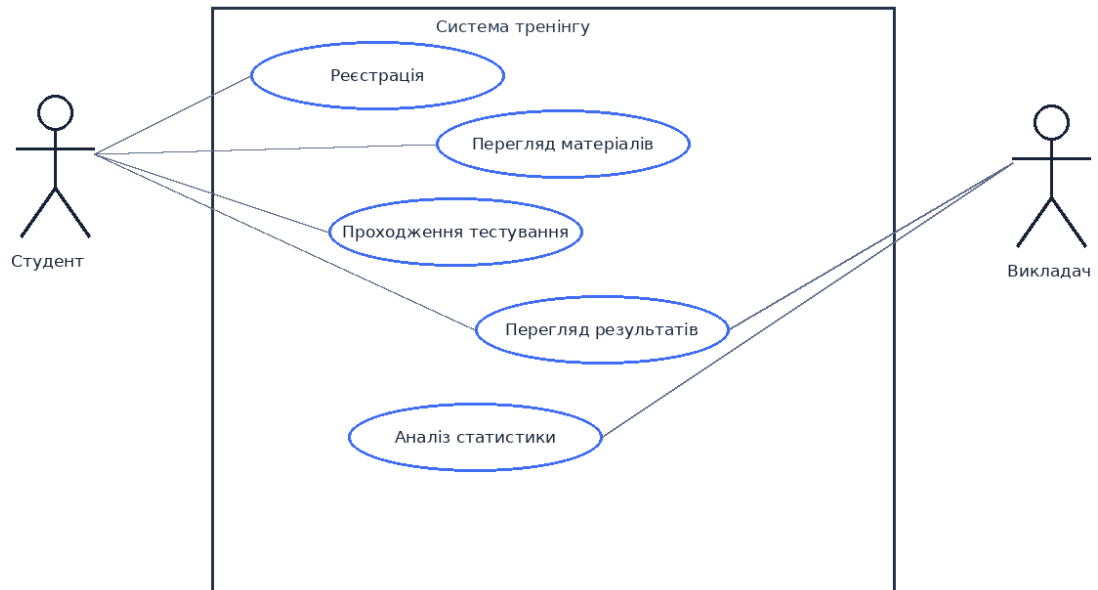 Система тренінгу
Реєстрація
Перегляд матеріалів
Проходження тестування
Студент
Викладач
Перегляд результатів
Аналіз статистики